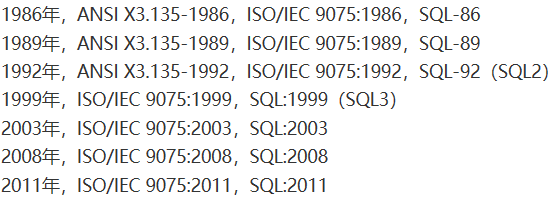 1986年，ANSI X3.135-1986，ISO/IEC 9075:1986，SQL-86
1989年，ANSI X3.135-1989，ISO/IEC 9075:1989，SQL-89
1992年，ANSI X3.135-1992，ISO/IEC 9075:1992，SQL-92（SQL2）
1999年，ISO/IEC 9075:1999，SQL:1999（SQL3）
2003年，ISO/IEC 9075:2003，SQL:2003
2008年，ISO/IEC 9075:2008，SQL:2008
2011年，ISO/IEC 9075:2011，SQL:2011